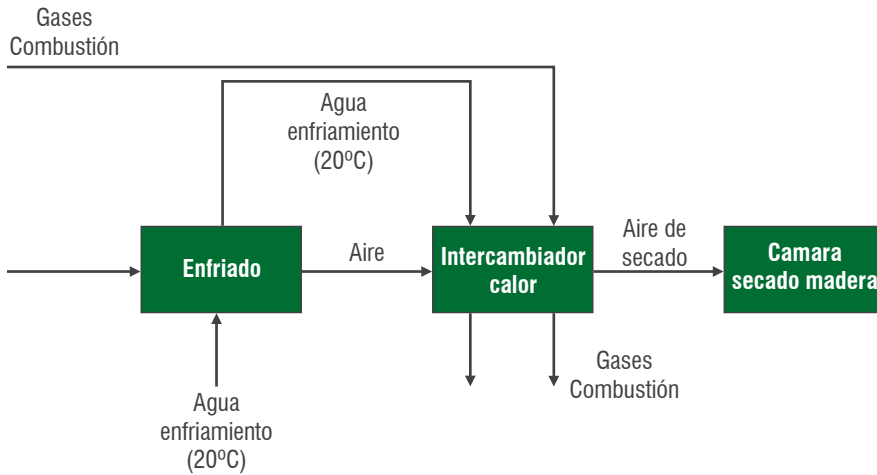 Gases
Combustión
Agua
enfriamiento
(20ºC)
Enfriado
Aire
Intercambiador
calor
Aire de
secado
Camara
secado madera
Agua
enfriamiento
(20ºC)
Gases
Combustión